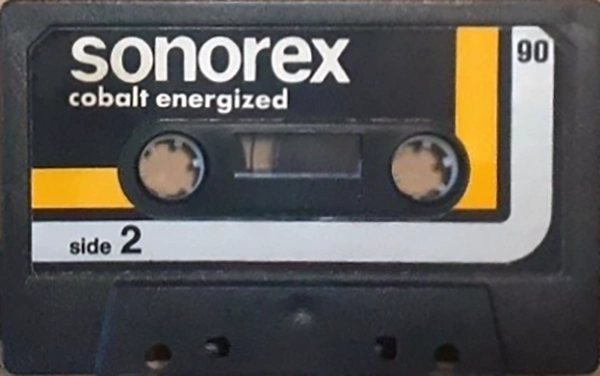 sonorex
90
cobalt energized
side 2